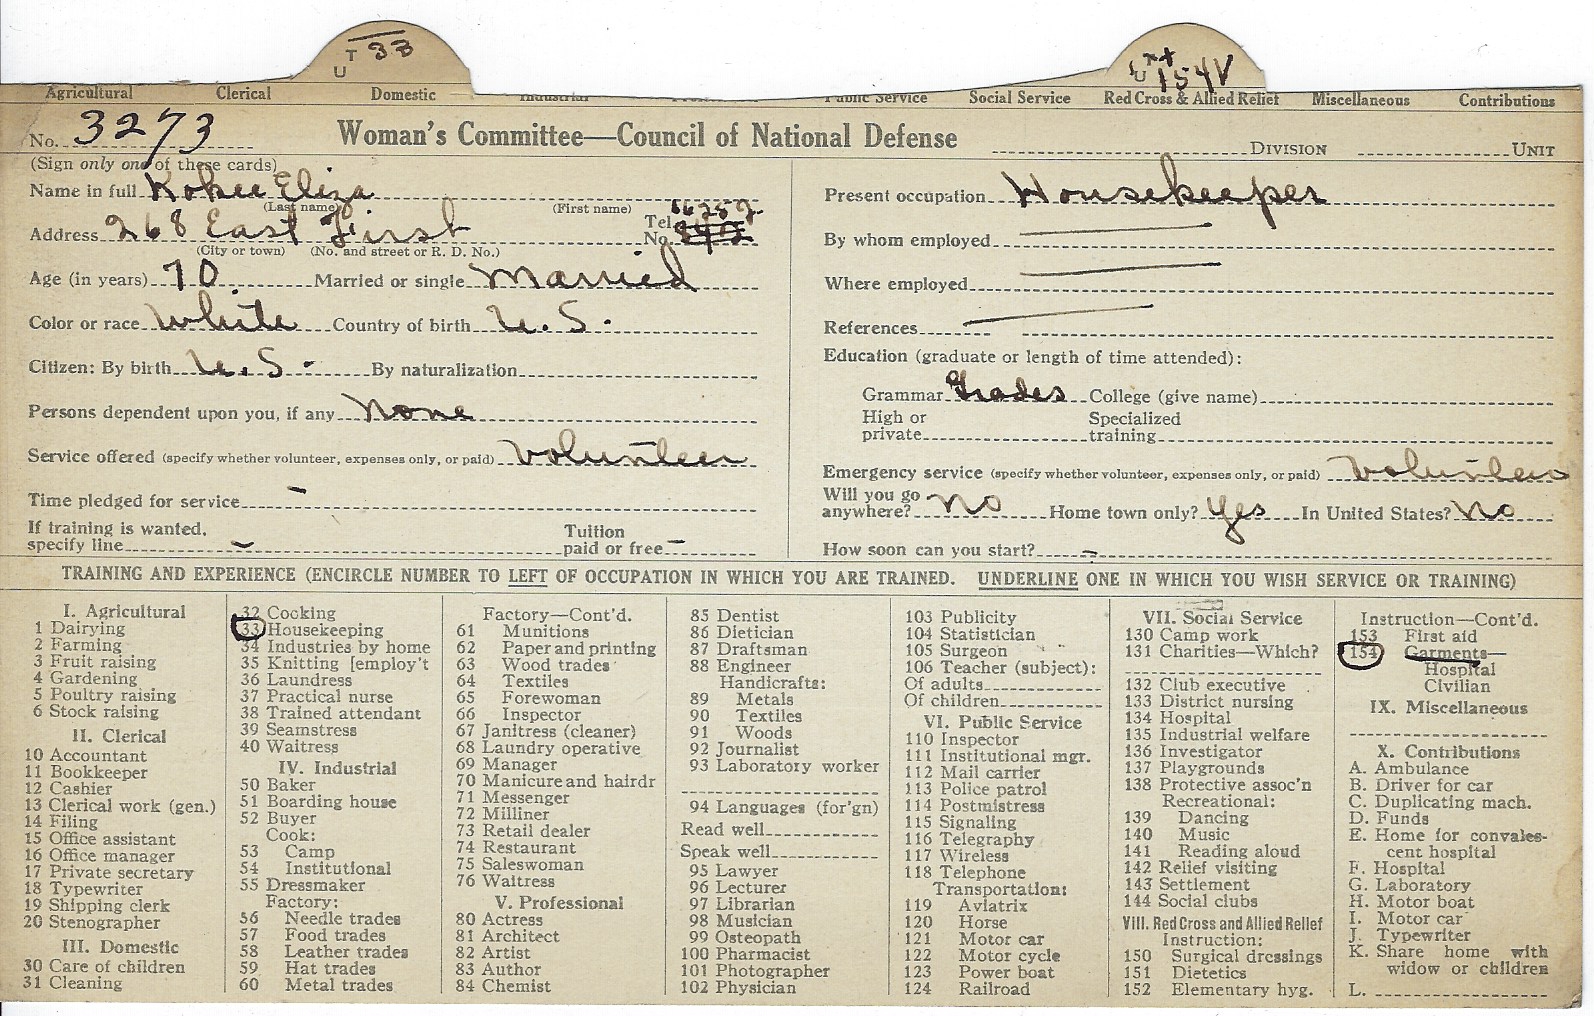 T 33
U
T
U 154V
Agricultural Clerical Domestic Industrial Public Service Social Service Red Cross & Allied Relief Miscellaneous Contributions
No. 3273
Woman's Committee—Council of National Defense
DIVISION UNIT
(Sign only one of these cards)
Name in full Kokee Eliza
(Last name) (First name)
Address 268 East First
Tel. No.
(City or town) (No. and street or R. D. No.)
Age (in years) 70 Married or single Married
Color or race White Country of birth U. S.
Citizen: By birth U. S. By naturalization
Persons dependent upon you, if any None
Service offered (specify whether volunteer, expenses only, or paid) Volunteer
Time pledged for service –
If training is wanted, specify line –
Tuition paid or free –
Present occupation Housekeeper
By whom employed
Where employed
References
Education (graduate or length of time attended):
Grammar Grades College (give name)
High or private
Specialized training
Emergency service (specify whether volunteer, expenses only, or paid) Volunteer
Will you go anywhere? No Home town only? Yes In United States? No
How soon can you start? –
TRAINING AND EXPERIENCE (ENCIRCLE NUMBER TO LEFT OF OCCUPATION IN WHICH YOU ARE TRAINED. UNDERLINE ONE IN WHICH YOU WISH SERVICE OR TRAINING)
I. Agricultural
1 Dairying
2 Farming
3 Fruit raising
4 Gardening
5 Poultry raising
6 Stock raising
II. Clerical
10 Accountant
11 Bookkeeper
12 Cashier
13 Clerical work (gen.)
14 Filing
15 Office assistant
16 Office manager
17 Private secretary
18 Typewriter
19 Shipping clerk
20 Stenographer
III. Domestic
30 Care of children
31 Cleaning
32 Cooking
33 Housekeeping
34 Industries by home
35 Knitting [employ't
36 Laundress
37 Practical nurse
38 Trained attendant
39 Seamstress
40 Waitress
IV. Industrial
50 Baker
51 Boarding house
52 Buyer
Cook:
53 Camp
54 Institutional
55 Dressmaker
Factory:
56 Needle trades
57 Food trades
58 Leather trades
59 Hat trades
60 Metal trades
Factory—Cont'd.
61 Munitions
62 Paper and printing
63 Wood trades
64 Textiles
65 Forewoman
66 Inspector
67 Janitress (cleaner)
68 Laundry operative
69 Manager
70 Manicure and hairdr
71 Messenger
72 Milliner
73 Retail dealer
74 Restaurant
75 Saleswoman
76 Waitress
V. Professional
80 Actress
81 Architect
82 Artist
83 Author
84 Chemist
85 Dentist
86 Dietician
87 Draftsman
88 Engineer
Handicrafts:
89 Metals
90 Textiles
91 Woods
92 Journalist
93 Laboratory worker
94 Languages (for'gn)
Read well
Speak well
95 Lawyer
96 Lecturer
97 Librarian
98 Musician
99 Osteopath
100 Pharmacist
101 Photographer
102 Physician
103 Publicity
104 Statistician
105 Surgeon
106 Teacher (subject):
Of adults
Of children
VI. Public Service
110 Inspector
111 Institutional mgr.
112 Mail carrier
113 Police patrol
114 Postmistress
115 Signaling
116 Telegraphy
117 Wireless
118 Telephone
Transportation:
119 Aviatrix
120 Horse
121 Motor car
122 Motor cycle
123 Power boat
124 Railroad
VII. Social Service
130 Camp work
131 Charities—Which?
132 Club executive
133 District nursing
134 Hospital
135 Industrial welfare
136 Investigator
137 Playgrounds
138 Protective assoc'n
Recreational:
139 Dancing
140 Music
141 Reading aloud
142 Relief visiting
143 Settlement
144 Social clubs
VIII. Red Cross and Allied Relief
Instruction:
150 Surgical dressings
151 Dietetics
152 Elementary hyg.
Instruction—Cont'd.
153 First aid
154 Garments—
Hospital
Civilian
IX. Miscellaneous
X. Contributions
A. Ambulance
B. Driver for car
C. Duplicating mach.
D. Funds
E. Home for convales-
cent hospital
F. Hospital
G. Laboratory
H. Motor boat
I. Motor car
J. Typewriter
K. Share home with
widow or children
L.